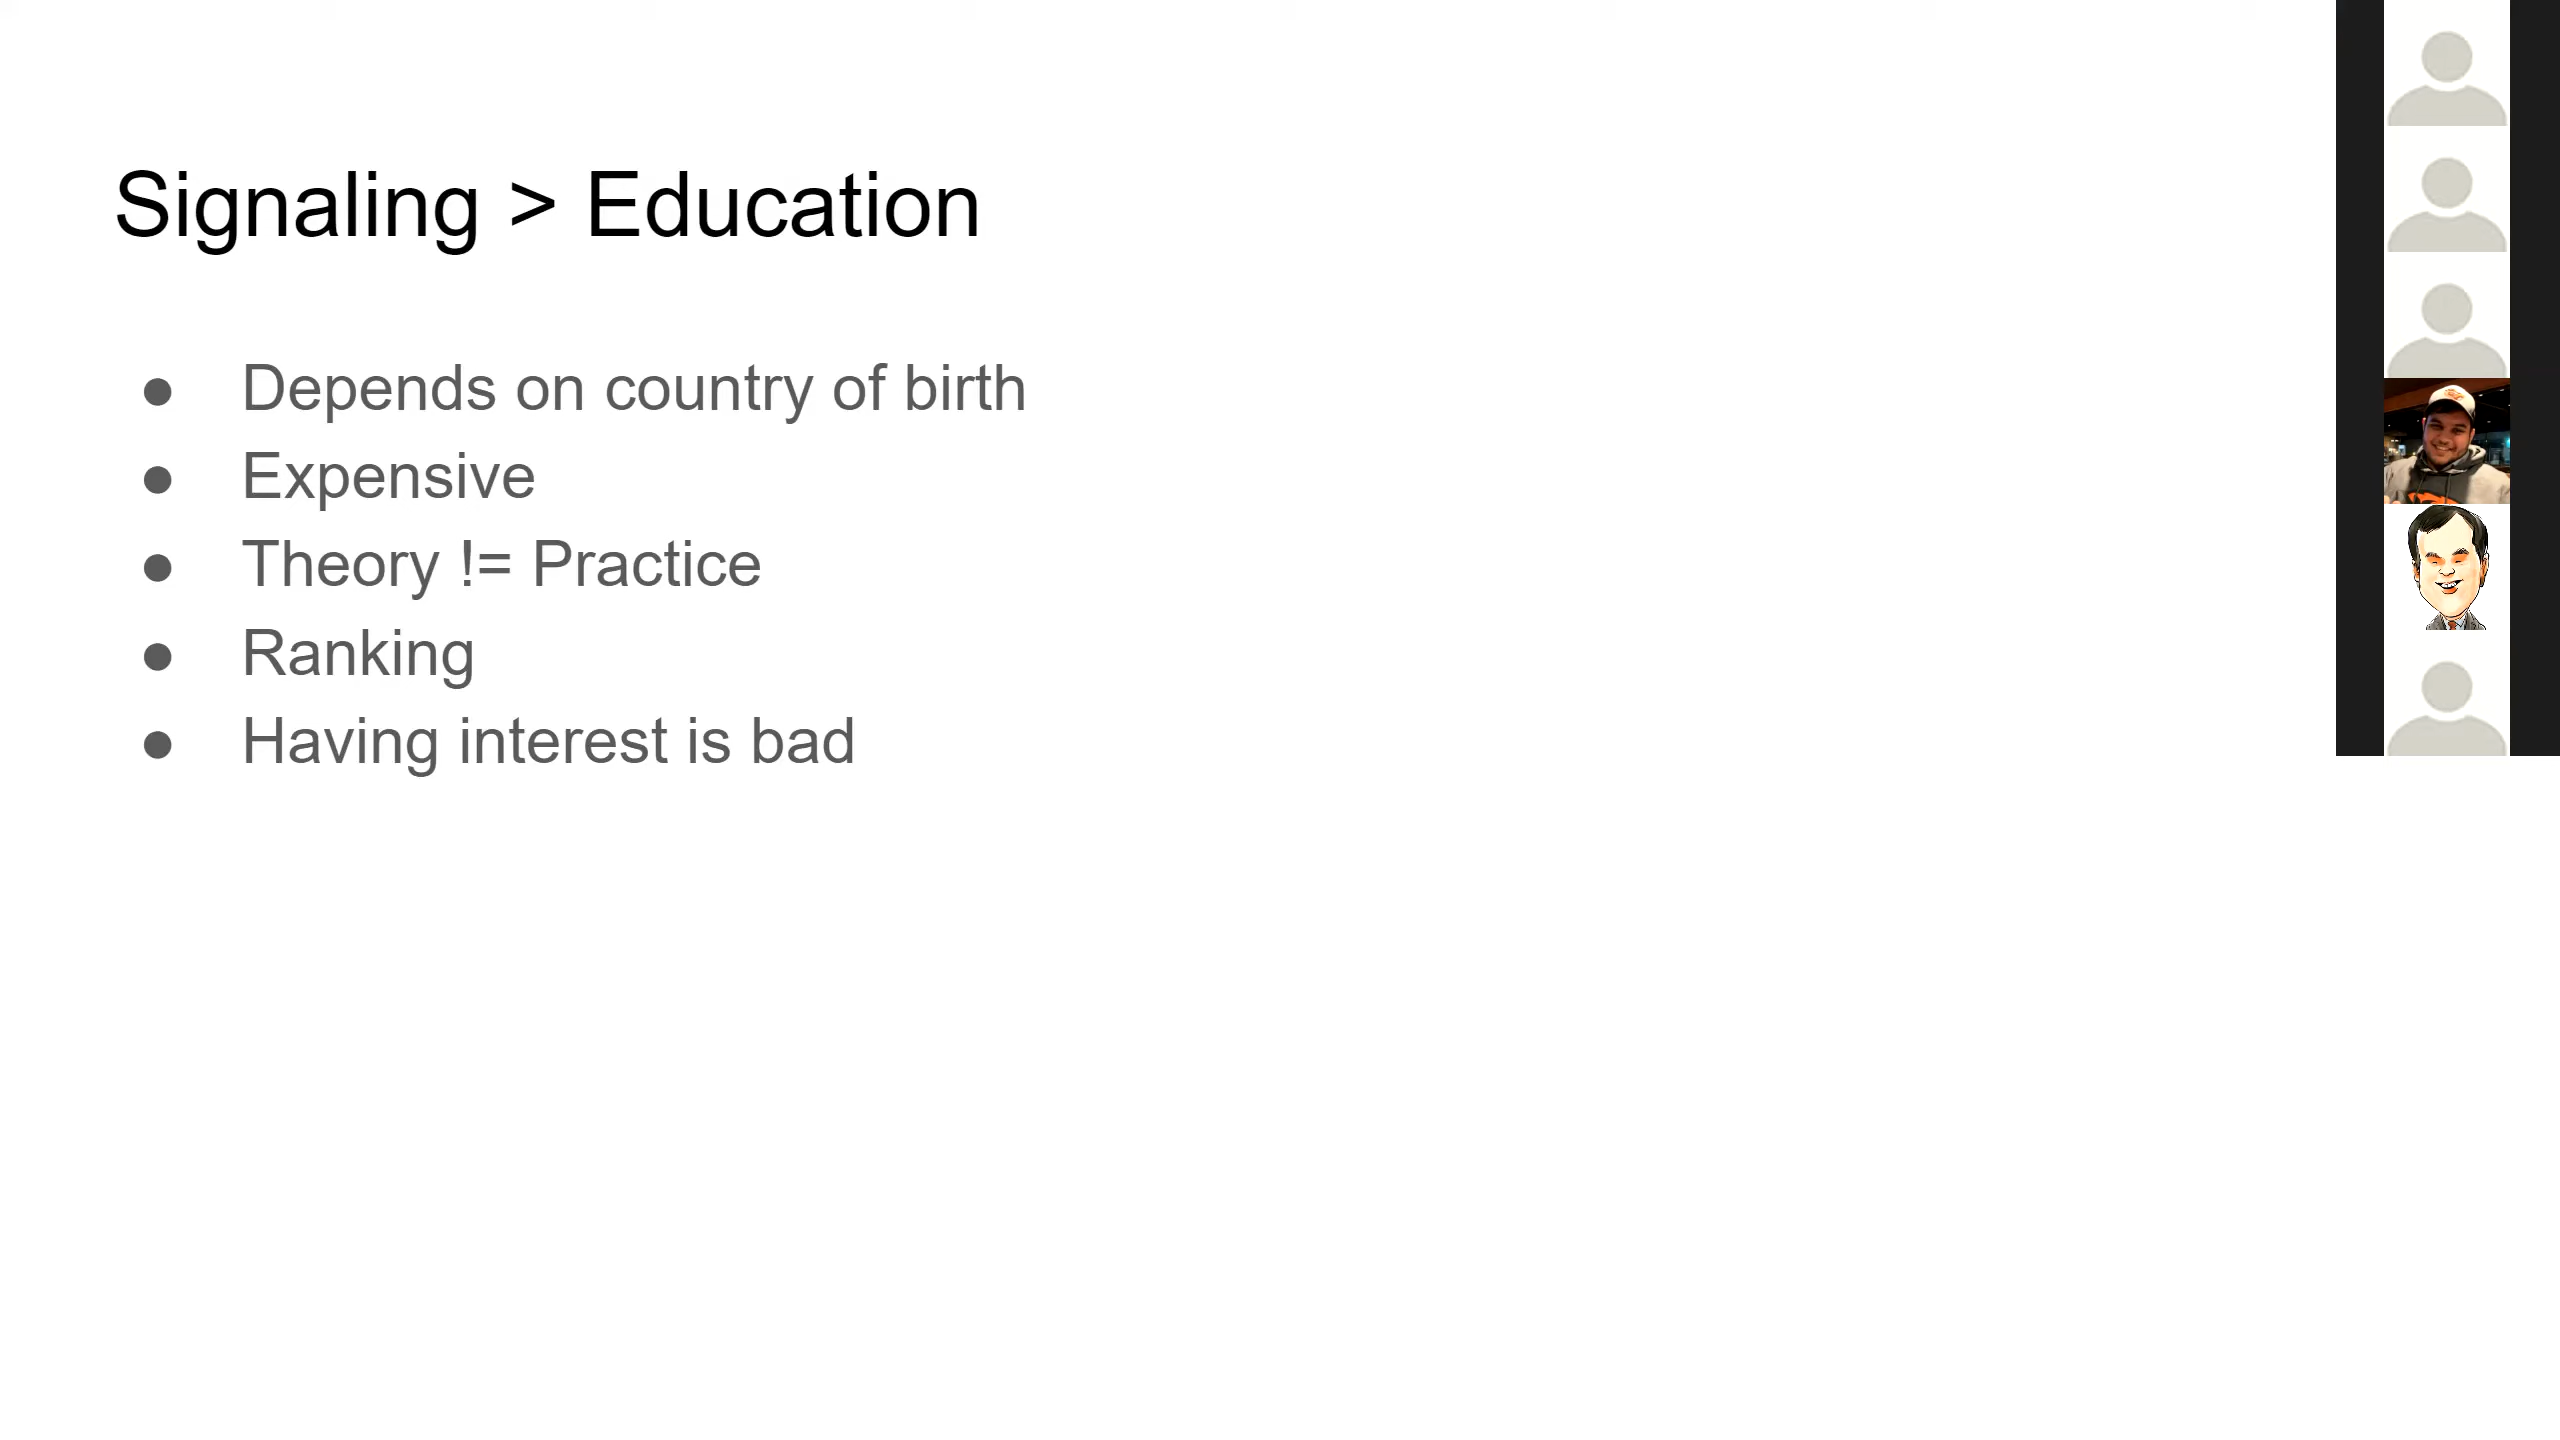 Signaling > Education
● Depends on country of birth
● Expensive
● Theory != Practice
● Ranking
● Having interest is bad